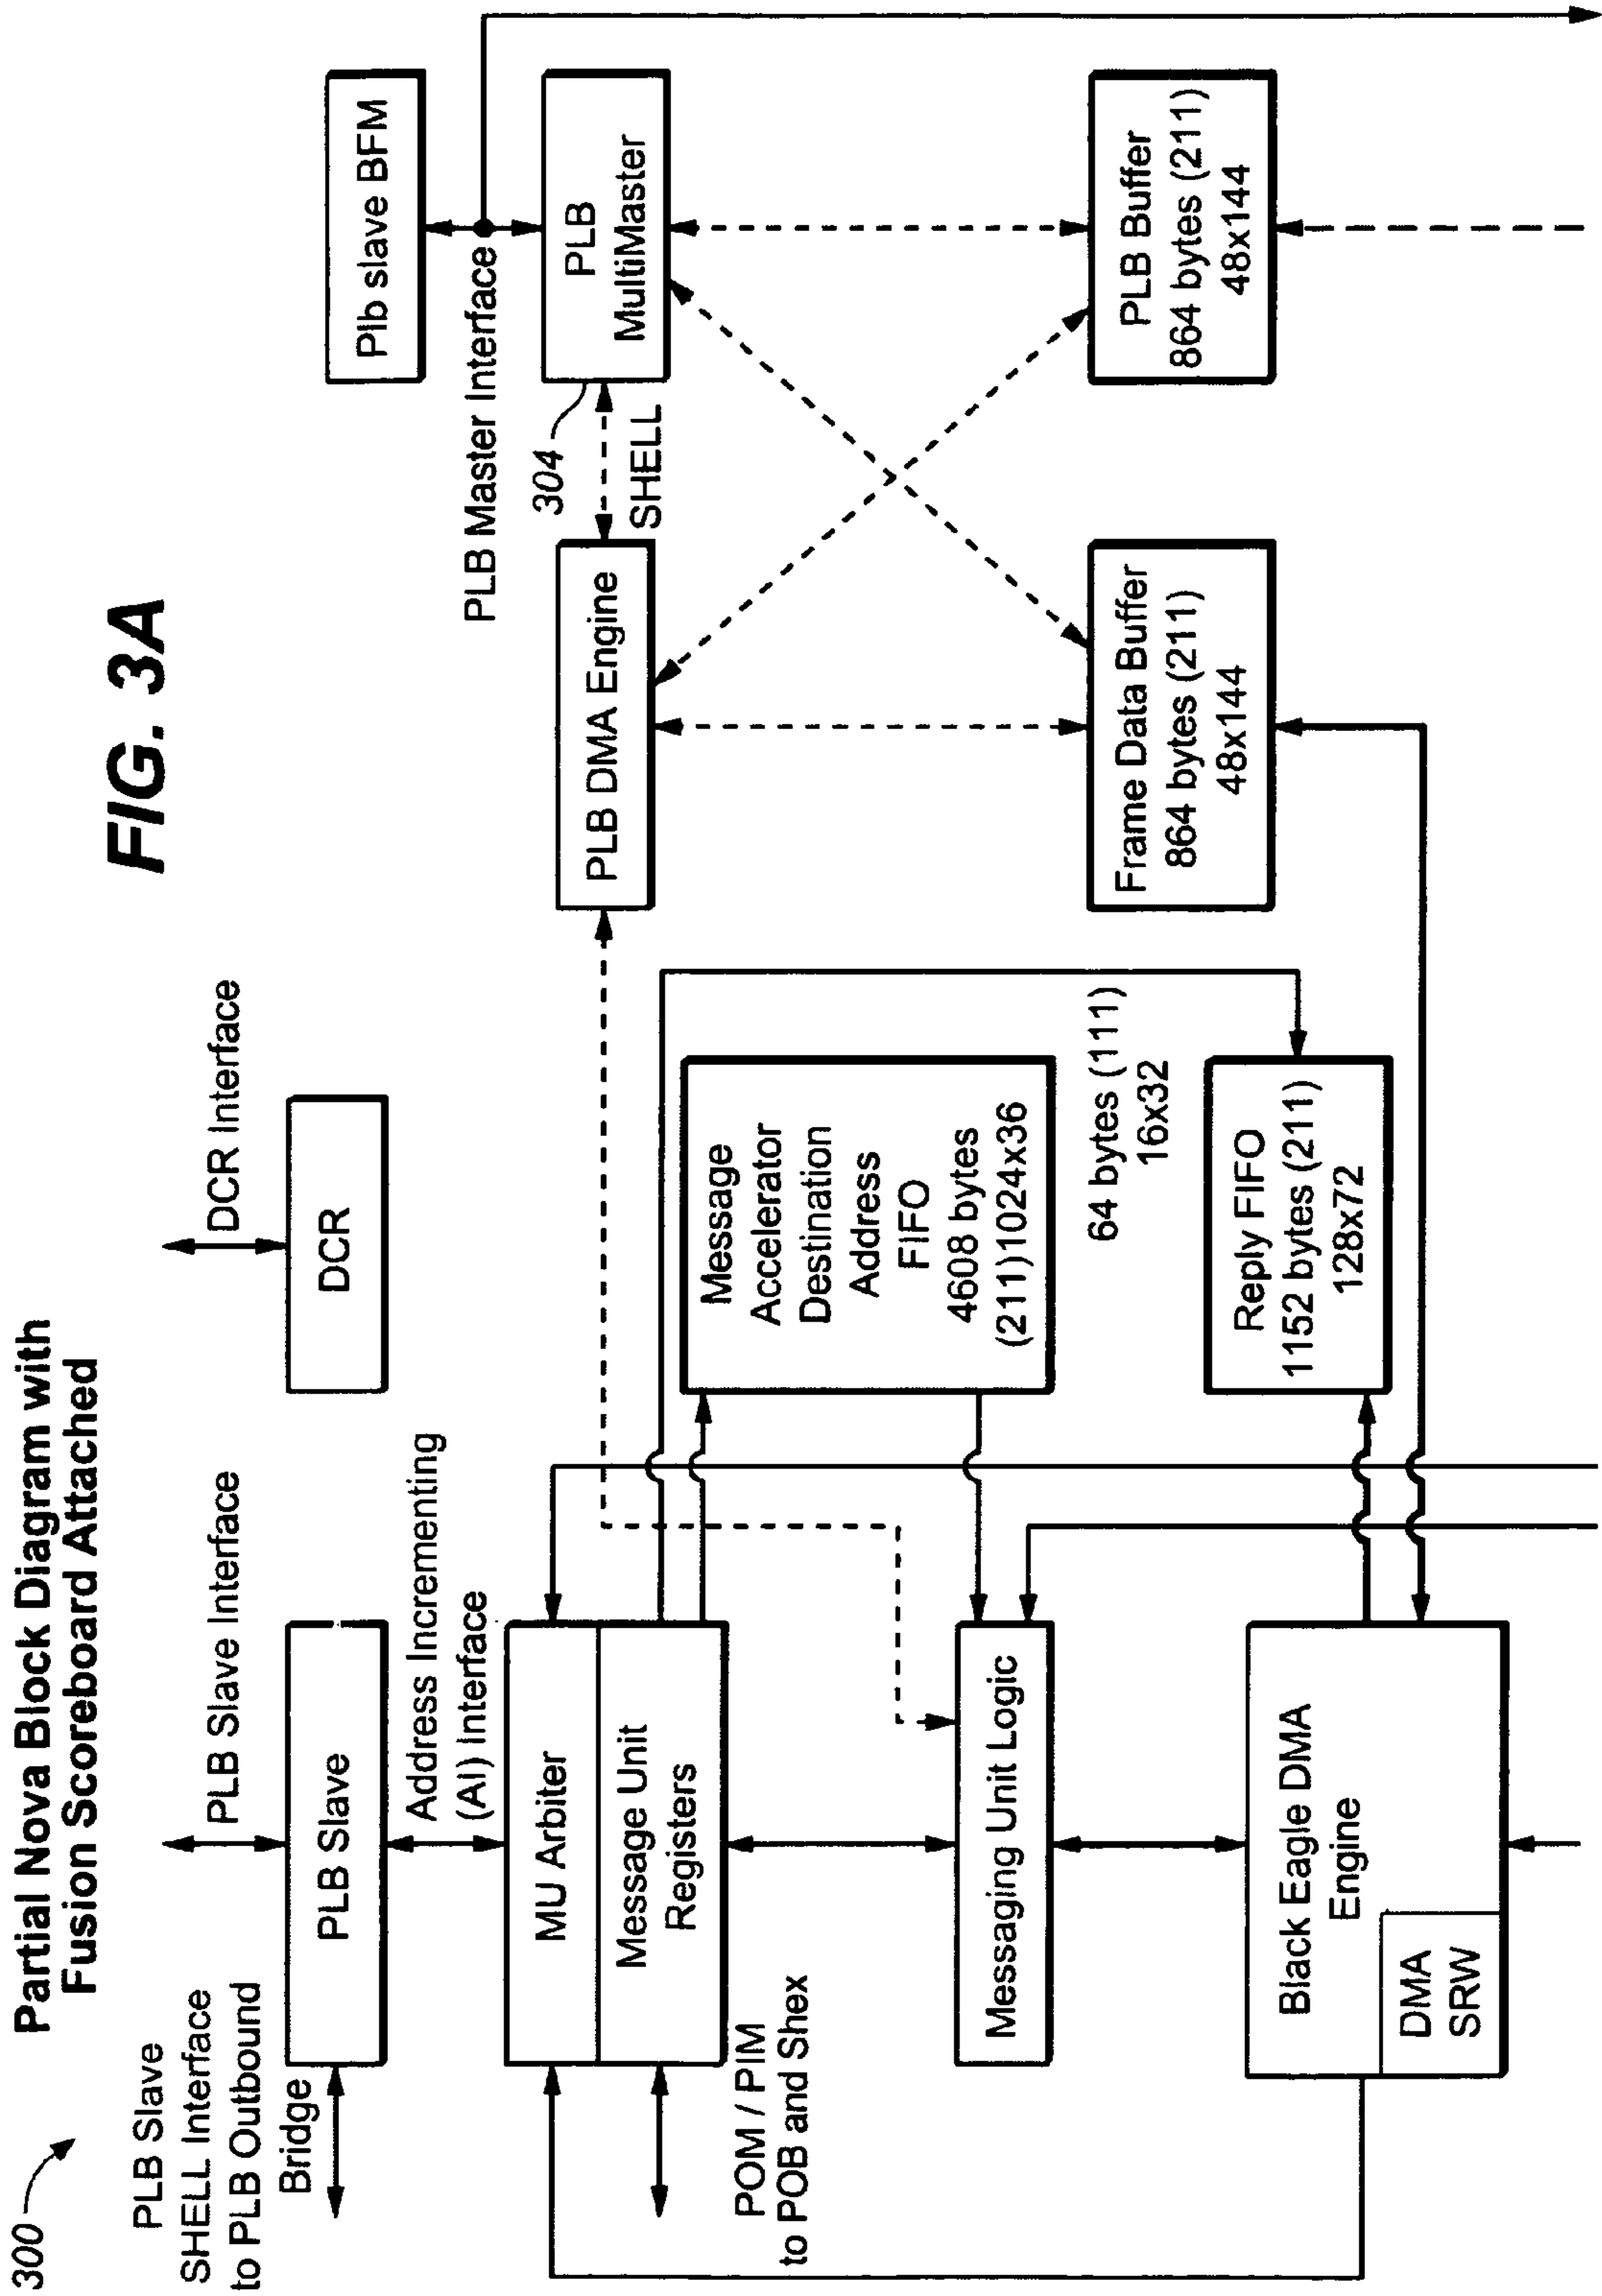 300
Partial Nova Block Diagram with
Fusion Scoreboard Attached
FIG. 3A
PLB Slave
SHELL Interface
to PLB Outbound
Bridge
PLB Slave Interface
DCR Interface
PLB Slave
DCR
Plb slave BFM
Address Incrementing
(AI) Interface
PLB Master Interface
MU Arbiter
Message Unit
Registers
PLB DMA Engine
304
SHELL
PLB
MultiMaster
POM / PIM
to POB and Shex
Message
Accelerator
Destination
Address
FIFO
4608 bytes
(211)1024x36
Messaging Unit Logic
64 bytes (111)
16x32
Frame Data Buffer
864 bytes (211)
48x144
PLB Buffer
864 bytes (211)
48x144
Reply FIFO
1152 bytes (211)
128x72
Black Eagle DMA
Engine
DMA
SRW